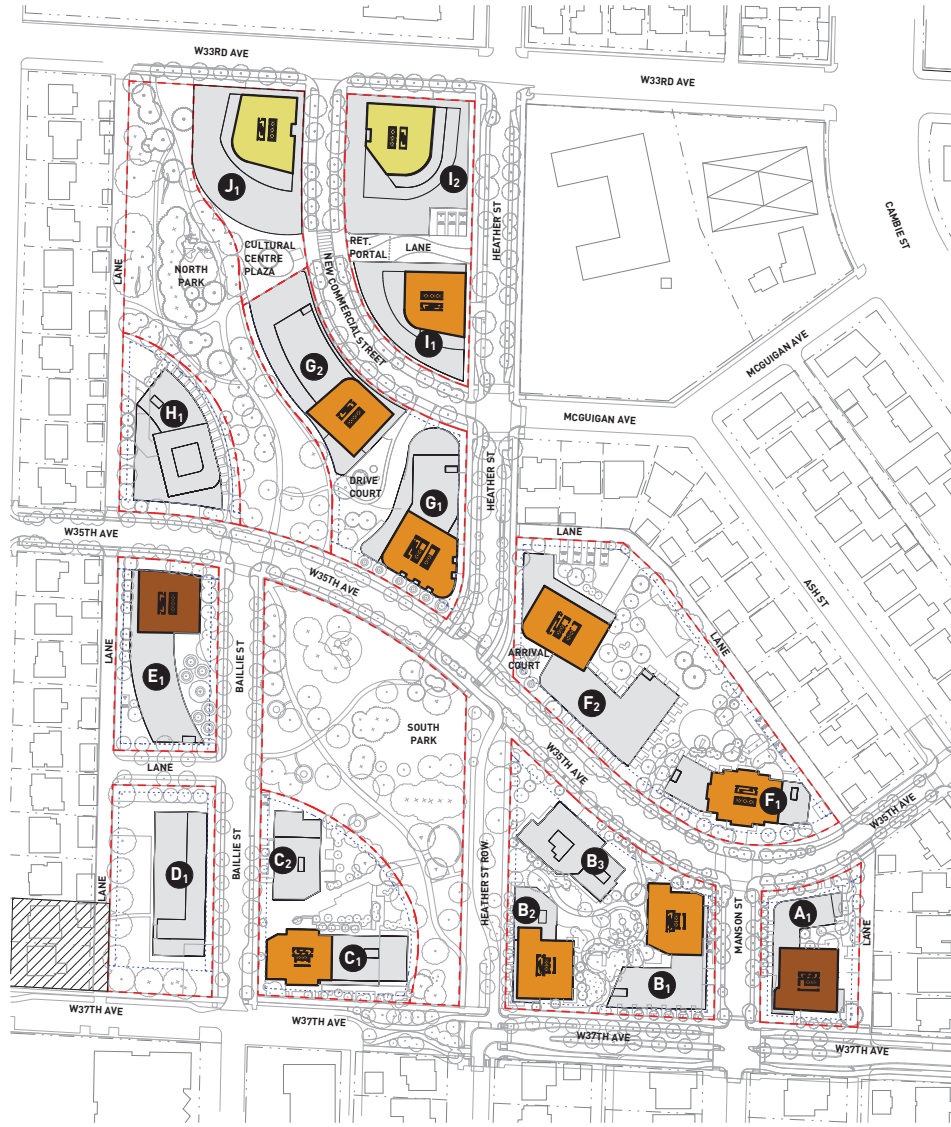 W33RD AVE
W33RD AVE
J1
I2
HEATHER ST
CAMBIE ST
CULTURAL
CENTRE
PLAZA
RET.
PORTAL
LANE
LANE
NORTH
PARK
NEW COMMERCIAL STREET
I1
G2
MCGUIGAN AVE
H1
MCGUIGAN AVE
DRIVE
COURT
HEATHER ST
G1
W35TH AVE
LANE
W35TH AVE
ASH ST
LANE
LANE
BAILLIE ST
ARRIVAL
COURT
E1
F2
SOUTH
PARK
W35TH AVE
LANE
F1
W35TH AVE
BAILLIE ST
C2
B3
HEATHER ST ROW
D1
LANE
B2
MANSON ST
A1
LANE
C1
B1
W37TH AVE
W37TH AVE
W37TH AVE
W37TH AVE